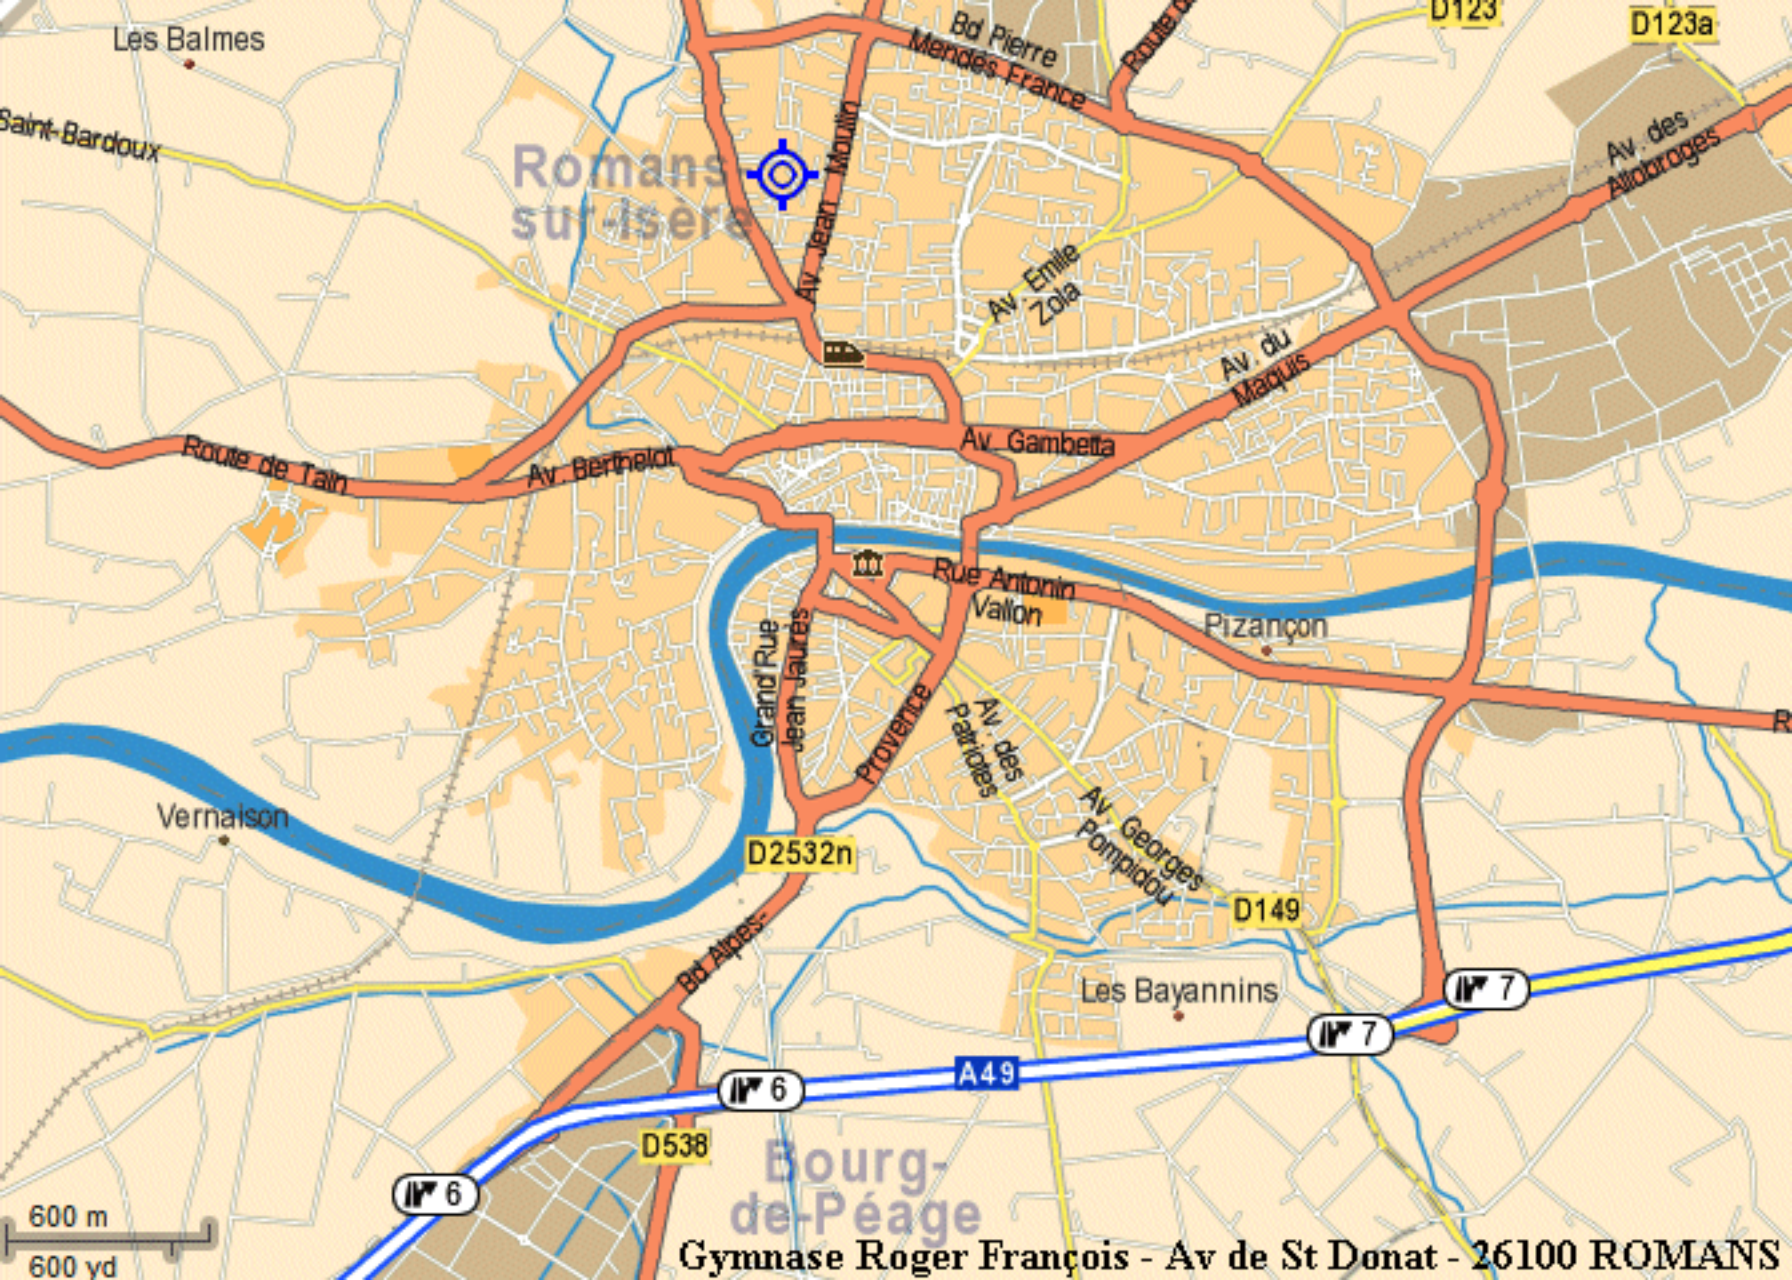 D123
D123a
Les Balmes
Bd Pierre
Mendes France
Saint-Bardoux
Av. des
Allobroges
Romans-
sur-Isère
Av Jean Moulin
Av Emile
Zola
Av. du
Maquis
Route de Tain
Av. Berthelot
Av. Gambetta
Rue Antonin
Vallon
Pizançon
Grand'Rue
Jean Jaurès
Provence
Av. des
Patriotes
Vernaison
D2532n
Av Georges
Pompidou
D149
Bd Alpes-
Les Bayannins
7
7
A49
6
D538
6
Bourg-
de-Péage
600 m
600 yd
Gymnase Roger François - Av de St Donat - 26100 ROMANS